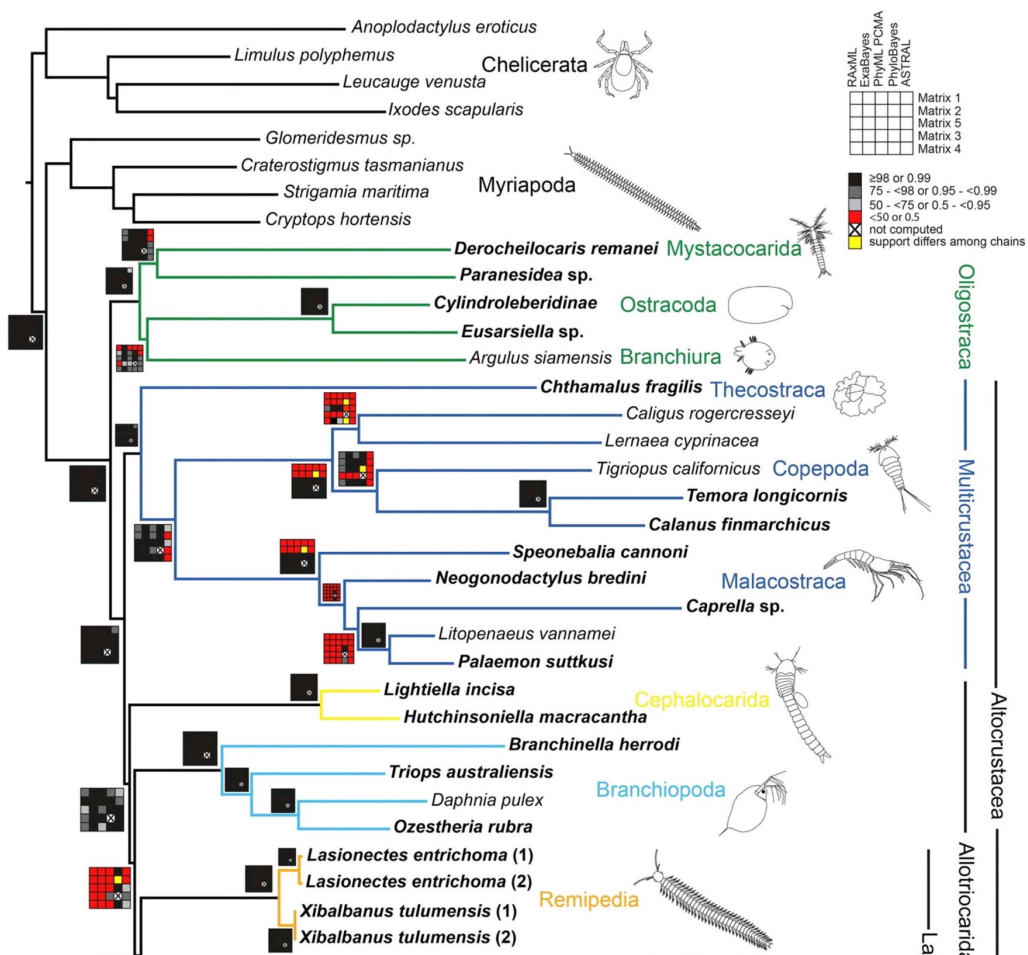 Anoplodactylus eroticus
Limulus polyphemus
Chelicerata
Leucauge venusta
Ixodes scapularis
Glomeridesmus sp.
Craterostigmus tasmanianus
Myriapoda
Strigamia maritima
Cryptops hortensis
RAxML
ExaBayes
PhyML PCMA
PhyloBayes
ASTRAL
Matrix 1
Matrix 2
Matrix 5
Matrix 3
Matrix 4
≥98 or 0.99
75 - <98 or 0.95 - <0.99
50 - <75 or 0.5 - <0.95
<50 or 0.5
not computed
support differs among chains
Derocheilocaris remanei Mystacocarida
Paranesidea sp.
Cylindroleberidinae
Ostracoda
Eusarsiella sp.
Argulus siamensis Branchiura
Oligostraca
Chthamalus fragilis Thecostraca
Caligus rogercresseyi
Lernaea cyprinacea
Tigriopus californicus Copepoda
Temora longicornis
Calanus finmarchicus
Speonebalia cannoni
Neogonodactylus bredini Malacostraca
Caprella sp.
Litopenaeus vannamei
Palaemon suttkusi
Multicrustacea
Lightiella incisa
Cephalocarida
Hutchinsoniella macracantha
Branchinella herrodi
Triops australiensis
Branchiopoda
Daphnia pulex
Ozestheria rubra
Altocrustacea
Lasionectes entrichoma (1)
Lasionectes entrichoma (2)
Remipedia
Xibalbanus tulumensis (1)
Xibalbanus tulumensis (2)
Allotriocarida
La